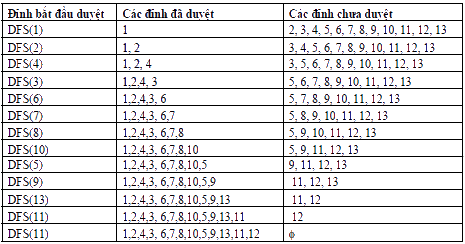 Đỉnh bắt đầu duyệt Các đỉnh đã duyệt Các đỉnh chưa duyệt
DFS(1) 1 2, 3, 4, 5, 6, 7, 8, 9, 10, 11, 12, 13
DFS(2) 1, 2 3, 4, 5, 6, 7, 8, 9, 10, 11, 12, 13
DFS(4) 1, 2, 4 3, 5, 6, 7, 8, 9, 10, 11, 12, 13
DFS(3) 1,2,4, 3 5, 6, 7, 8, 9, 10, 11, 12, 13
DFS(6) 1,2,4,3, 6 5, 7, 8, 9, 10, 11, 12, 13
DFS(7) 1,2,4,3, 6,7 5, 8, 9, 10, 11, 12, 13
DFS(8) 1,2,4,3, 6,7,8 5, 9, 10, 11, 12, 13
DFS(10) 1,2,4,3, 6,7,8,10 5, 9, 11, 12, 13
DFS(5) 1,2,4,3, 6,7,8,10,5 9, 11, 12, 13
DFS(9) 1,2,4,3, 6,7,8,10,5,9 11, 12, 13
DFS(13) 1,2,4,3, 6,7,8,10,5,9,13 11, 12
DFS(11) 1,2,4,3, 6,7,8,10,5,9,13,11 12
DFS(11) 1,2,4,3, 6,7,8,10,5,9,13,11,12 ϕ